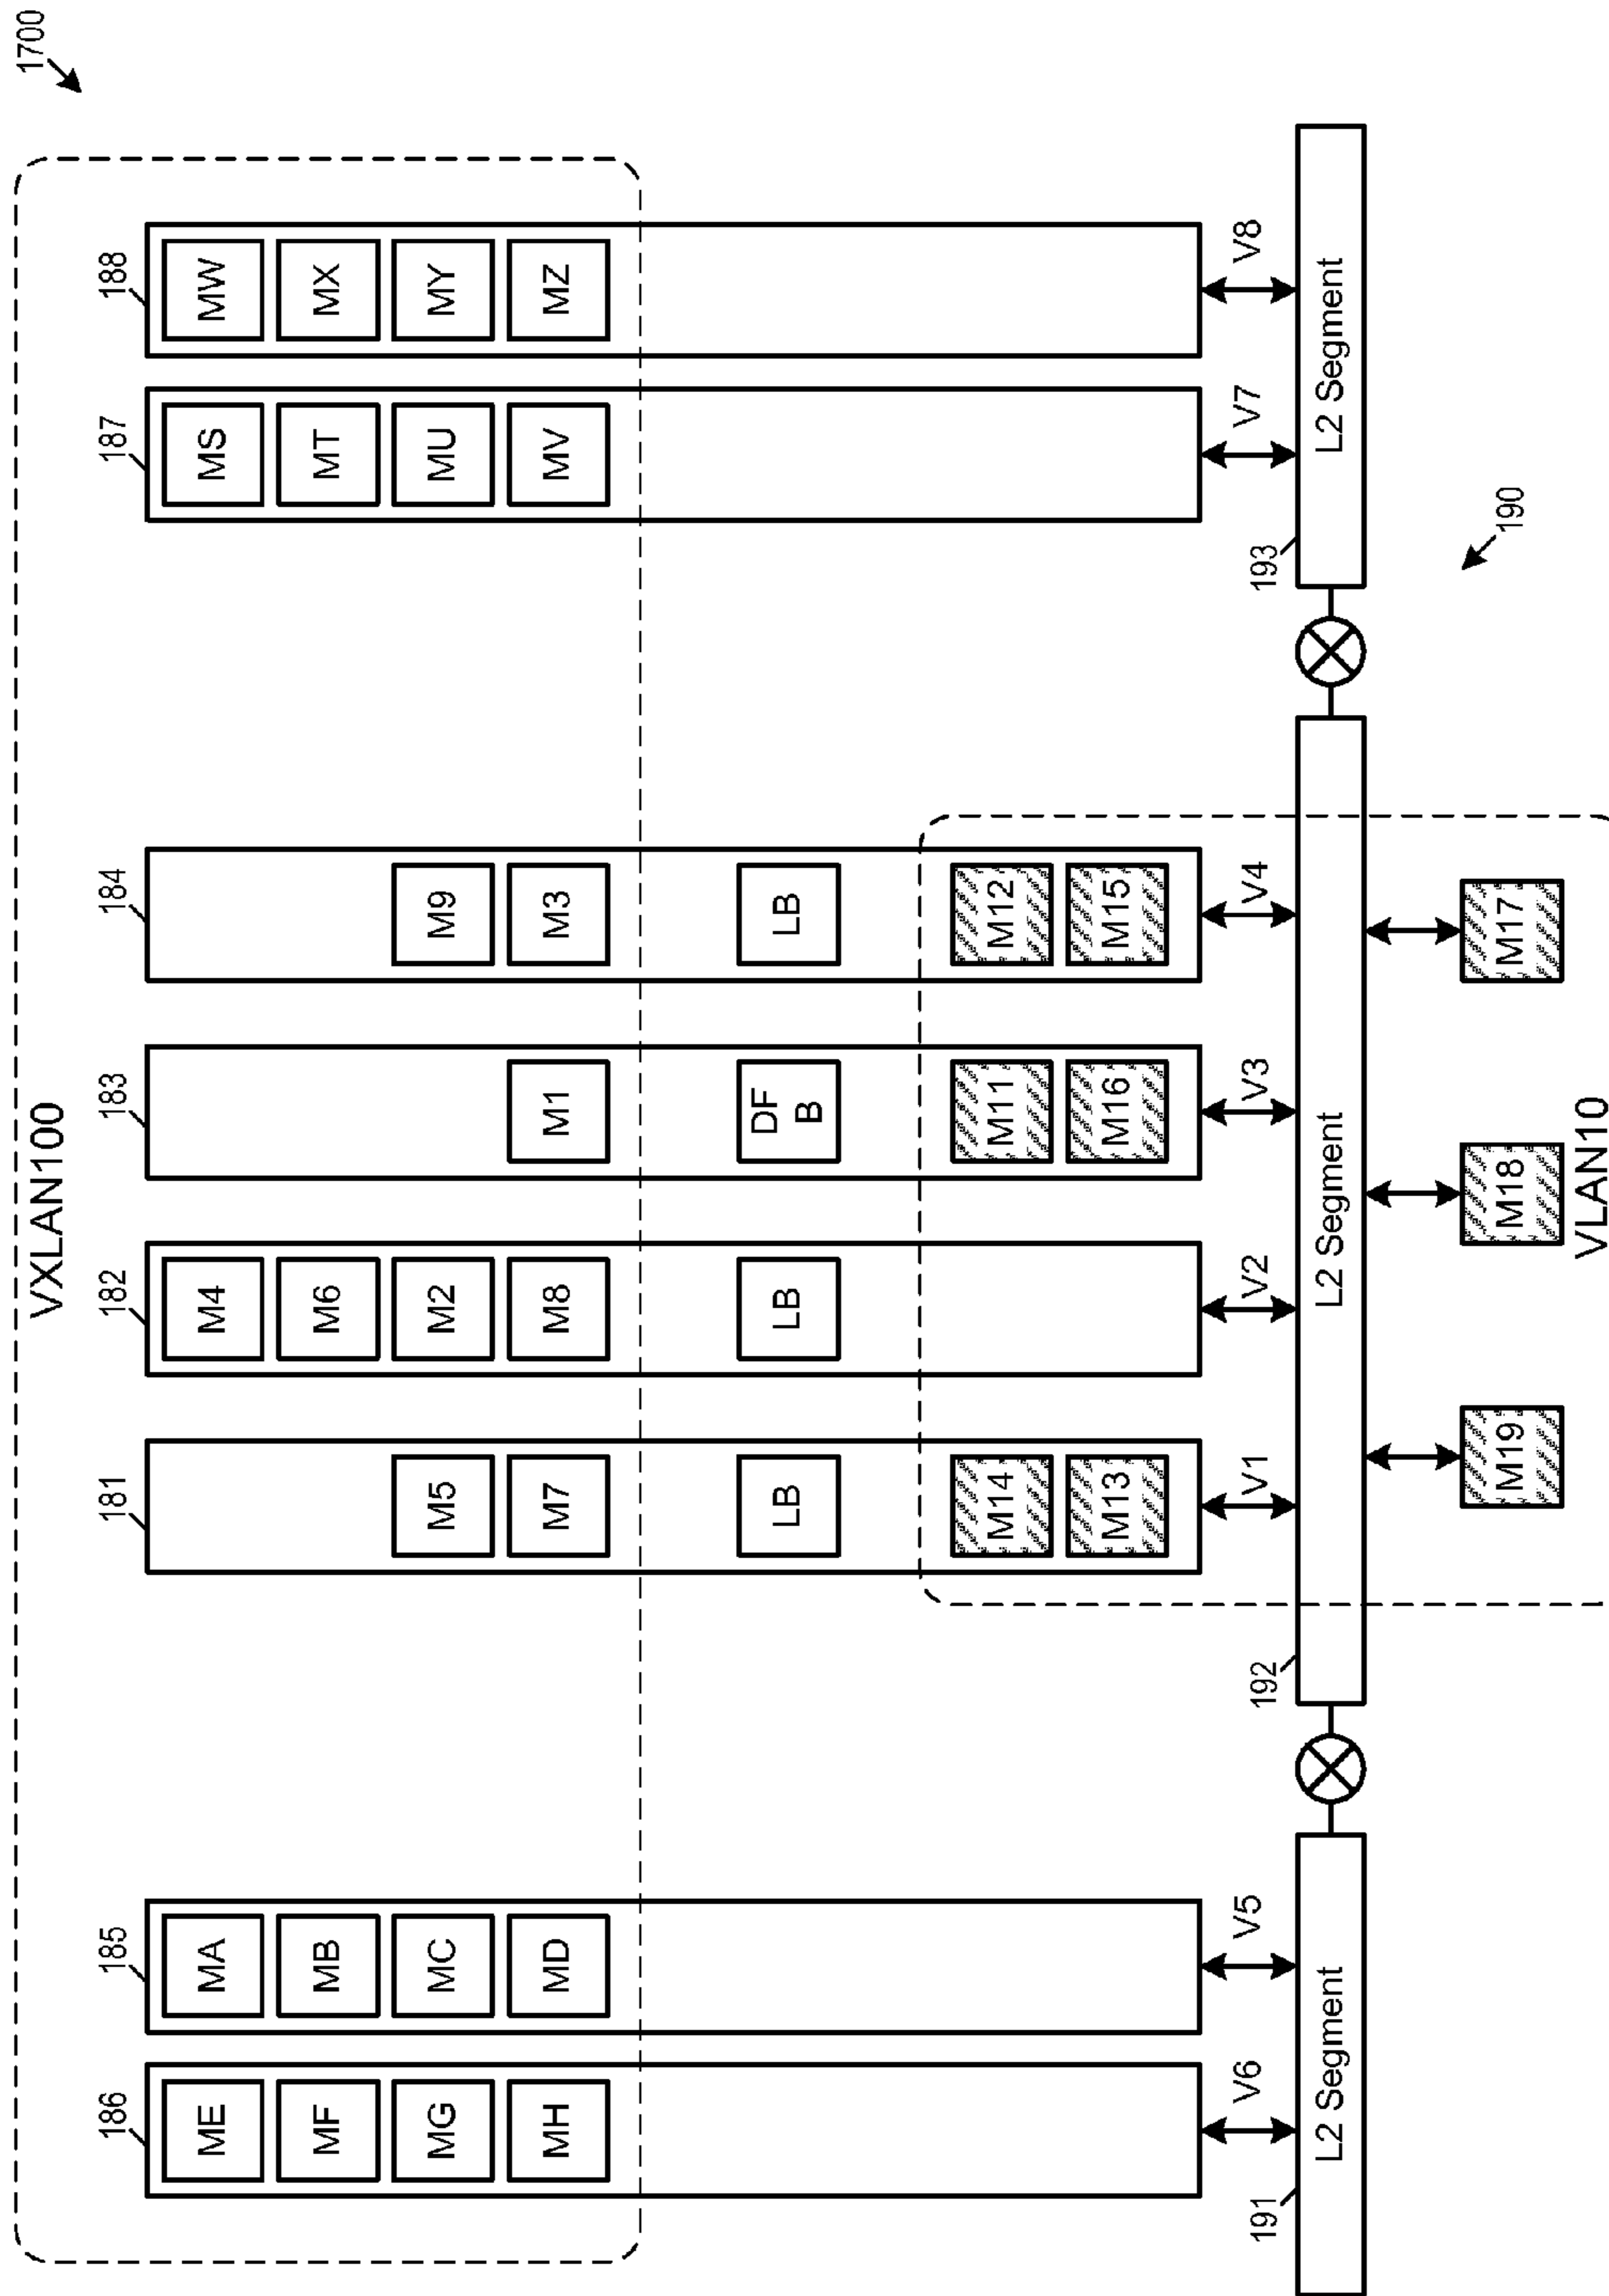 1700
VXLAN100
186
185
181
182
183
184
187
188
ME
MF
MG
MH
MA
MB
MC
MD
M5
M7
LB
M14
M13
M4
M6
M2
M8
LB
M1
DF
B
M11
M16
M9
M3
LB
M12
M15
MS
MT
MU
MV
MW
MX
MY
MZ
V6
V5
V1
V2
V3
V4
V7
V8
191
192
193
L2 Segment
L2 Segment
L2 Segment
190
M19
M18
M17
VLAN10